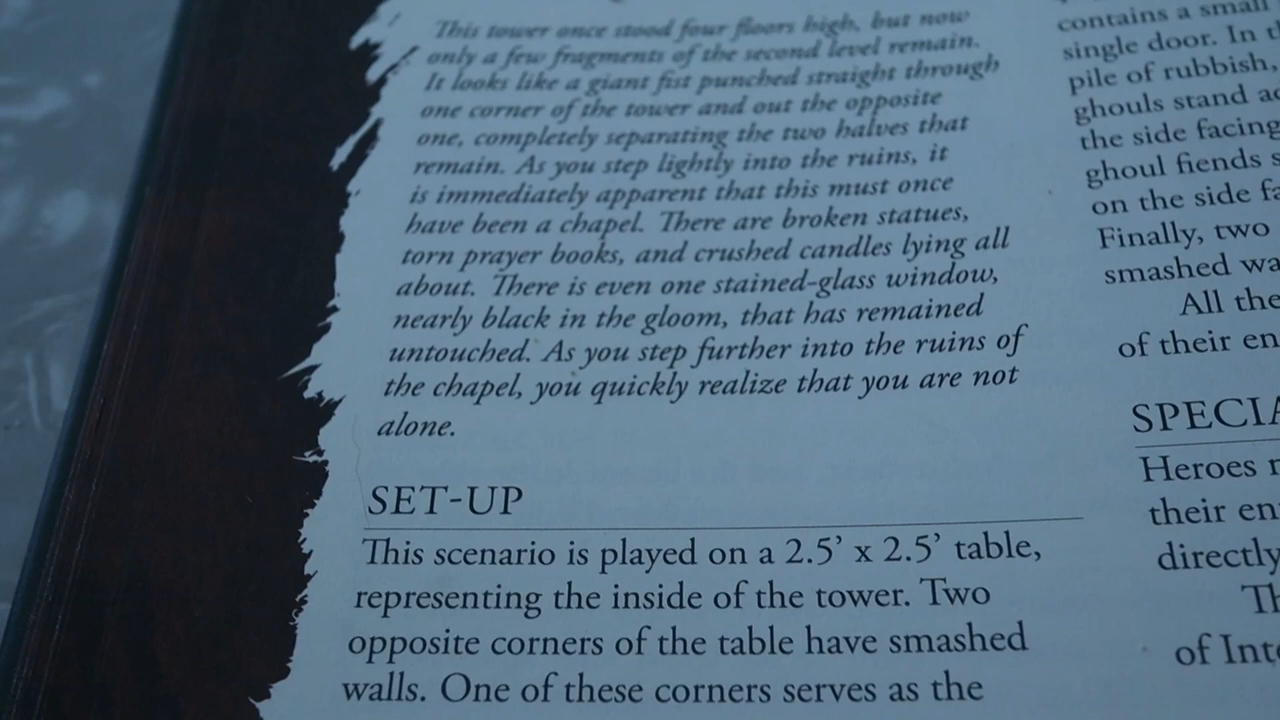 This tower once stood four floors high, but now
only a few fragments of the second level remain.
It looks like a giant fist punched straight through
one corner of the tower and out the opposite
one, completely separating the two halves that
remain. As you step lightly into the ruins, it
is immediately apparent that this must once
have been a chapel. There are broken statues,
torn prayer books, and crushed candles lying all
about. There is even one stained-glass window,
nearly black in the gloom, that has remained
untouched. As you step further into the ruins of
the chapel, you quickly realize that you are not
alone.
SET-UP
This scenario is played on a 2.5' x 2.5' table,
representing the inside of the tower. Two
opposite corners of the table have smashed
walls. One of these corners serves as the
contains a small
single door. In
pile of rubbish,
ghouls stand
the side facing
ghoul fiends
on the side
Finally, two
smashed
All the
of their
Heroes
their
directly
of